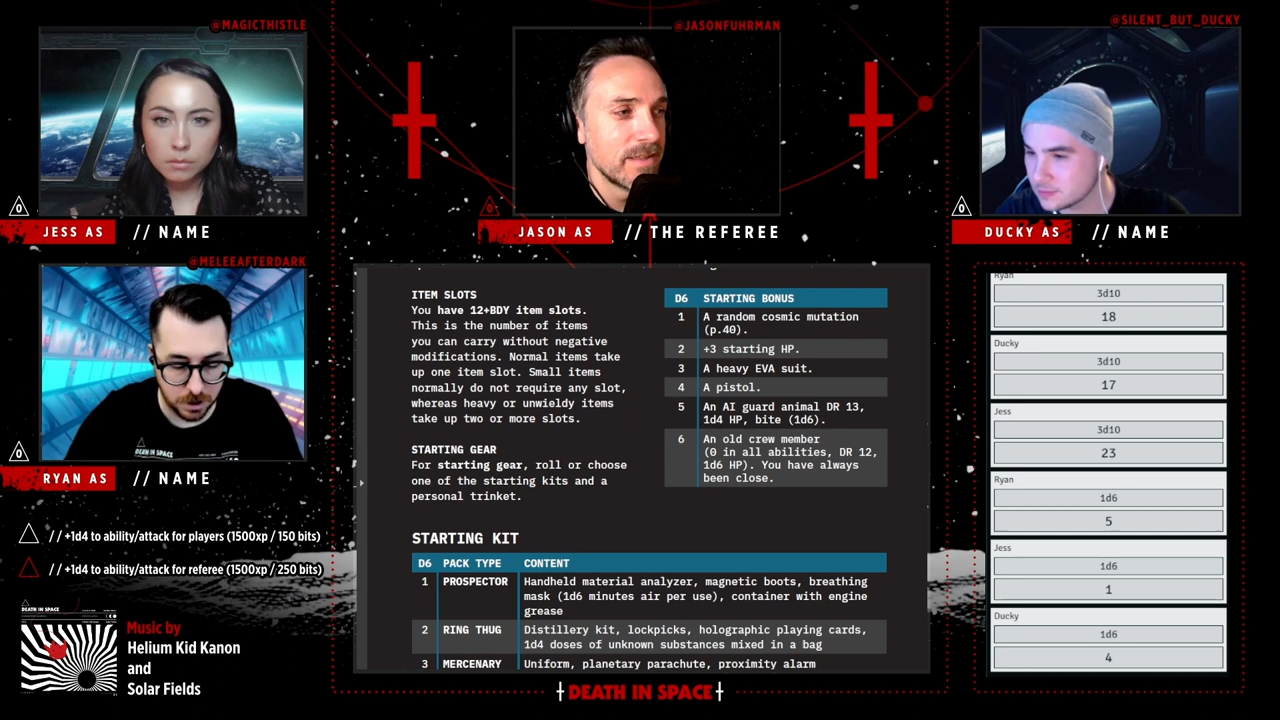 @MAGICTHISTLE
@JASONFUHRMAN
@SILENT_BUT_DUCKY
0
JESS AS // NAME
0
JASON AS // THE REFEREE
0
DUCKY AS // NAME
@MELEEAFTERDARK
DEATH IN SPACE
0
RYAN AS // NAME
// +1d4 to ability/attack for players (1500xp / 150 bits)
// +1d4 to ability/attack for referee (1500xp / 250 bits)
DEATH IN SPACE
Music by
Helium Kid Kanon
and
Solar Fields
ITEM SLOTS
You have 12+BDY item slots.
This is the number of items
you can carry without negative
modifications. Normal items take
up one item slot. Small items
normally do not require any slot,
whereas heavy or unwieldy items
take up two or more slots.
STARTING GEAR
For starting gear, roll or choose
one of the starting kits and a
personal trinket.
D6 STARTING BONUS
1 A random cosmic mutation
(p.40).
2 +3 starting HP.
3 A heavy EVA suit.
4 A pistol.
5 An AI guard animal DR 13,
1d4 HP, bite (1d6).
6 An old crew member
(0 in all abilities, DR 12,
1d6 HP). You have always
been close.
STARTING KIT
D6 PACK TYPE CONTENT
1 PROSPECTOR Handheld material analyzer, magnetic boots, breathing
mask (1d6 minutes air per use), container with engine
grease
2 RING THUG Distillery kit, lockpicks, holographic playing cards,
1d4 doses of unknown substances mixed in a bag
3 MERCENARY Uniform, planetary parachute, proximity alarm
DEATH IN SPACE
Ryan
3d10
18
Ducky
3d10
17
Jess
3d10
23
Ryan
1d6
5
Jess
1d6
1
Ducky
1d6
4